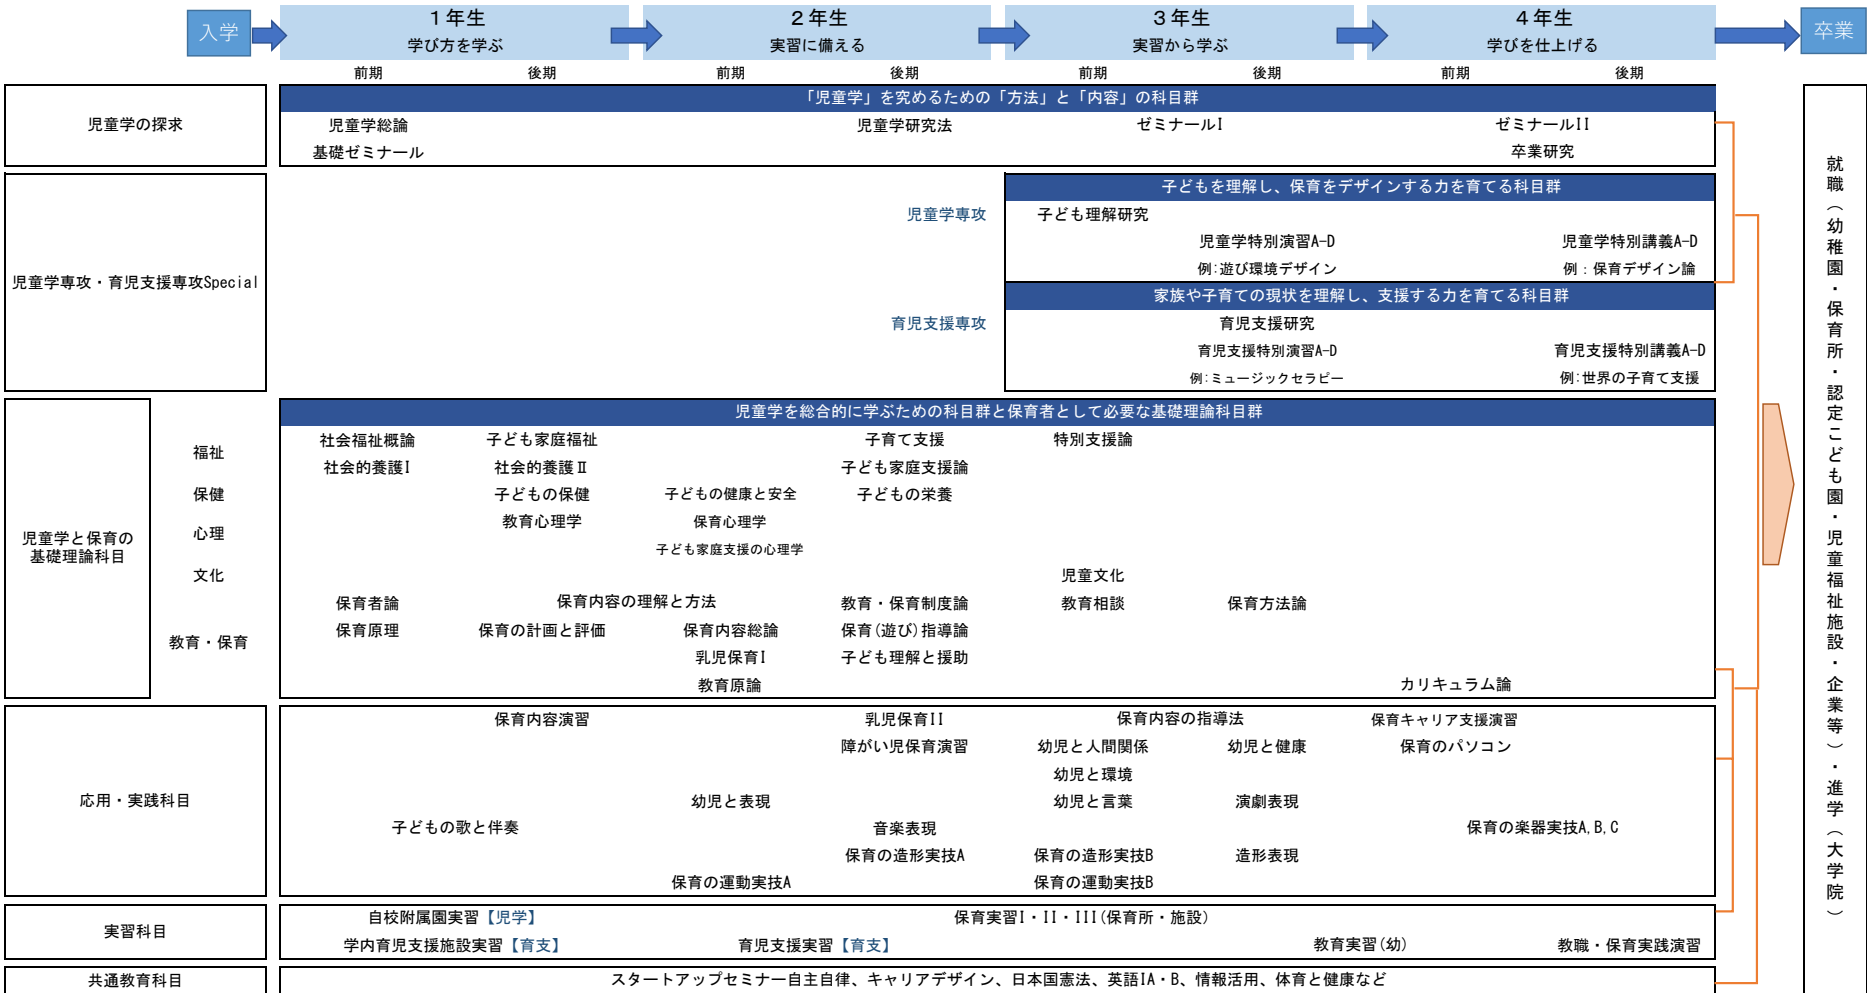 入学
1年生
学び方を学ぶ
2年生
実習に備える
3年生
実習から学ぶ
4年生
学びを仕上げる
卒業
前期 後期 前期 後期 前期 後期 前期 後期
児童学の探求
「児童学」を究めるための「方法」と「内容」の科目群
児童学総論 児童学研究法 ゼミナールI ゼミナールII
基礎ゼミナール 卒業研究
児童学専攻・育児支援専攻Special
子どもを理解し、保育をデザインする力を育てる科目群
児童学専攻 子ども理解研究
児童学特別演習A-D 児童学特別講義A-D
例:遊び環境デザイン 例：保育デザイン論
家族や子育ての現状を理解し、支援する力を育てる科目群
育児支援専攻 育児支援研究
育児支援特別演習A-D 育児支援特別講義A-D
例:ミュージックセラピー 例:世界の子育て支援
児童学と保育の
基礎理論科目
児童学を総合的に学ぶための科目群と保育者として必要な基礎理論科目群
福祉
社会福祉概論 子ども家庭福祉 子育て支援 特別支援論
社会的養護I 社会的養護Ⅱ 子ども家庭支援論
保健 子どもの保健 子どもの健康と安全 子どもの栄養
心理 教育心理学 保育心理学
子ども家庭支援の心理学
文化 児童文化
教育・保育
保育者論 保育内容の理解と方法 教育・保育制度論 教育相談 保育方法論
保育原理 保育の計画と評価 保育内容総論 保育(遊び)指導論
乳児保育I 子ども理解と援助
教育原論 カリキュラム論
応用・実践科目
保育内容演習 乳児保育II 保育内容の指導法 保育キャリア支援演習
障がい児保育演習 幼児と人間関係 幼児と健康 保育のパソコン
幼児と環境
幼児と表現 幼児と言葉 演劇表現
子どもの歌と伴奏 音楽表現 保育の楽器実技A,B,C
保育の造形実技A 保育の造形実技B 造形表現
保育の運動実技A 保育の運動実技B
実習科目
自校附属園実習【児学】 保育実習I・II・III(保育所・施設)
学内育児支援施設実習【育支】 育児支援実習【育支】 教育実習(幼) 教職・保育実践演習
共通教育科目
スタートアップセミナー自主自律、キャリアデザイン、日本国憲法、英語IA・B、情報活用、体育と健康など
就職（幼稚園・保育所・認定こども園・児童福祉施設・企業等）・進学（大学院）